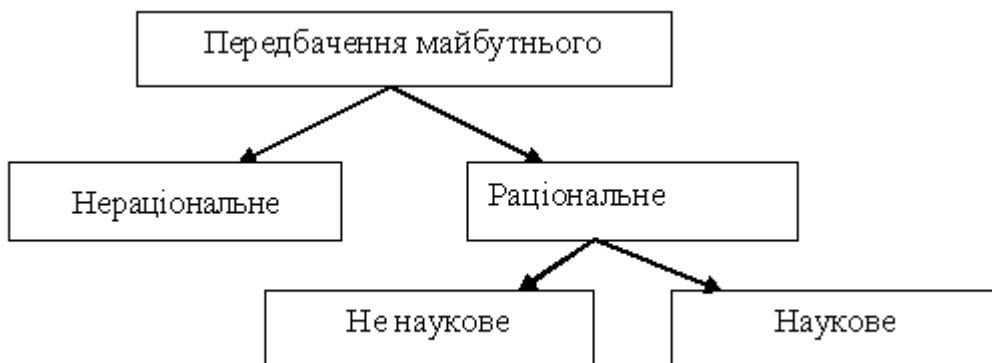 Передбачення майбутнього
Нераціональне
Раціональне
Не наукове
Наукове